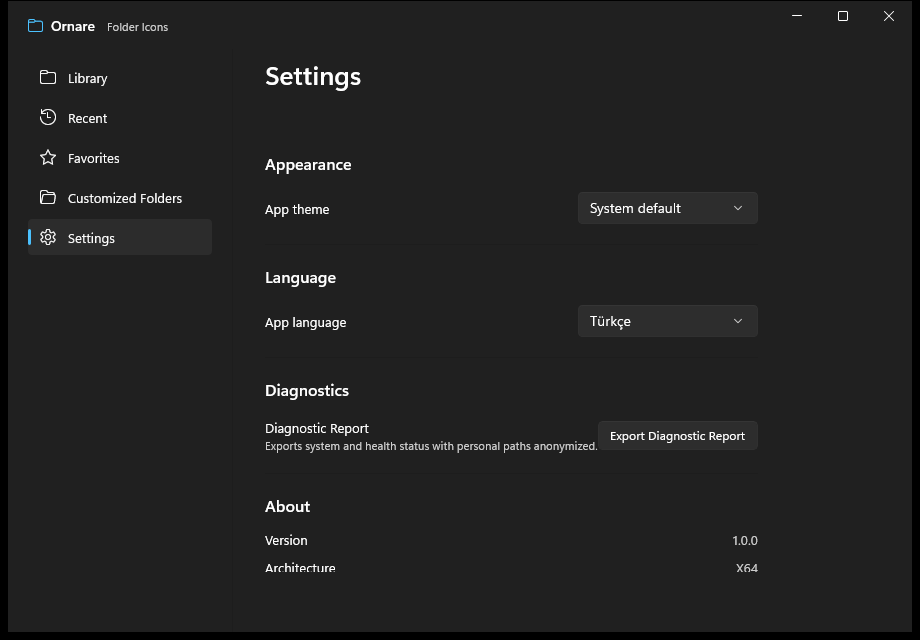 Ornare Folder Icons
Library
Recent
Favorites
Customized Folders
Settings
Settings
Appearance
App theme
System default
Language
App language
Türkçe
Diagnostics
Diagnostic Report
Exports system and health status with personal paths anonymized.
Export Diagnostic Report
About
Version
1.0.0
Architecture
X64